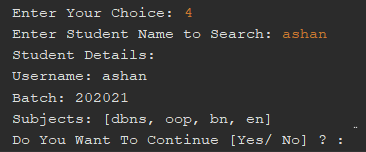 Enter Your Choice: 4
Enter Student Name to Search: ashan
Student Details:
Username: ashan
Batch: 202021
Subjects: [dbns, oop, bn, en]
Do You Want To Continue [Yes/ No] ? :